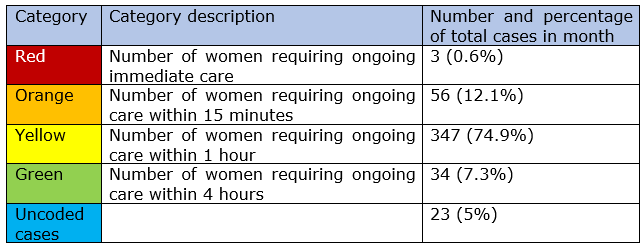 Category Category description Number and percentage
of total cases in month
Red Number of women requiring ongoing 3 (0.6%)
immediate care
Orange Number of women requiring ongoing 56 (12.1%)
care within 15 minutes
Yellow Number of women requiring ongoing 347 (74.9%)
care within 1 hour
Green Number of women requiring ongoing 34 (7.3%)
care within 4 hours
Uncoded 23 (5%)
cases